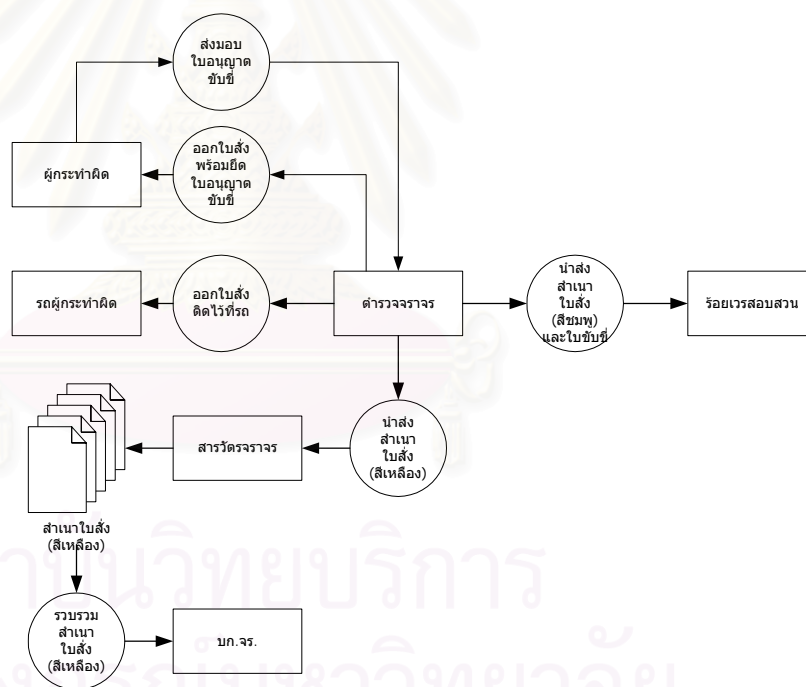 ส่งมอบ
ใบอนุญาต
ขับขี่
ออกใบสั่ง
พร้อมยึด
ใบอนุญาต
ขับขี่
ผู้กระทำผิด
รถผู้กระทำผิด
ออกใบสั่ง
ติดไว้ที่รถ
ตำรวจจราจร
นำส่ง
สำเนา
ใบสั่ง
(สีชมพู)
และใบขับขี่
ร้อยเวรสอบสวน
สารวัตรจราจร
นำส่ง
สำเนา
ใบสั่ง
(สีเหลือง)
สำเนาใบสั่ง
(สีเหลือง)
รวบรวม
สำเนา
ใบสั่ง
(สีเหลือง)
บก.จร.